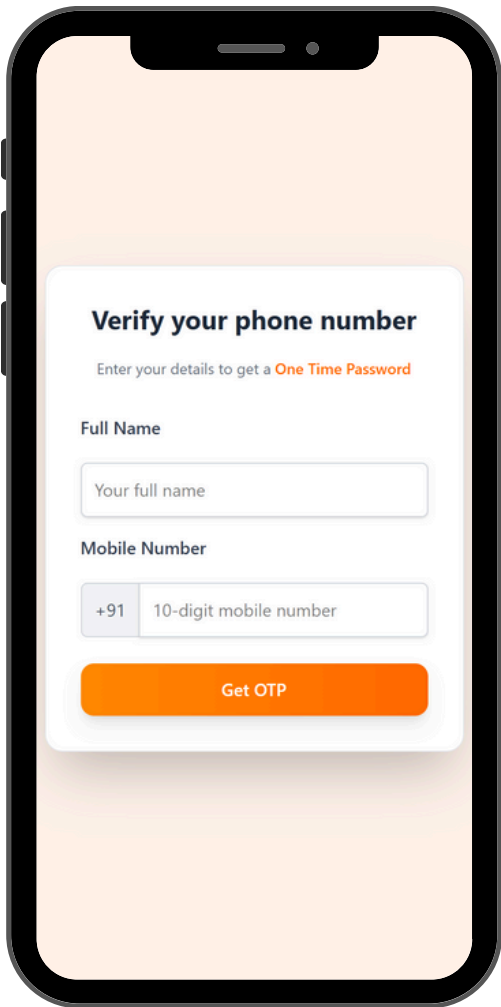 Verify your phone number
Enter your details to get a One Time Password
Full Name
Your full name
Mobile Number
+91 10-digit mobile number
Get OTP